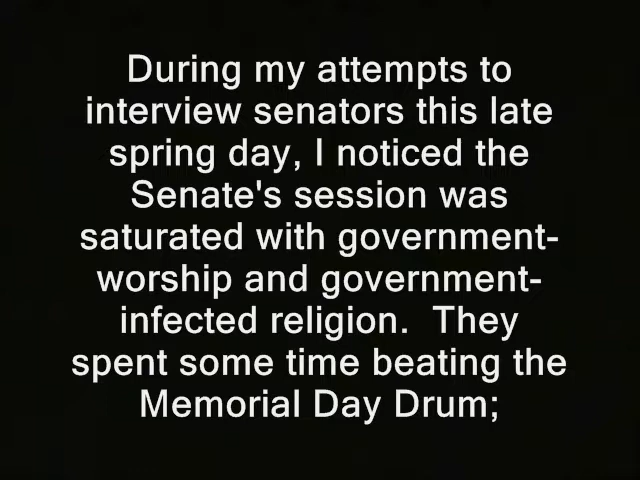 During my attempts to
interview senators this late
spring day, I noticed the
Senate's session was
saturated with government-
worship and government-
infected religion.  They
spent some time beating the
Memorial Day Drum;